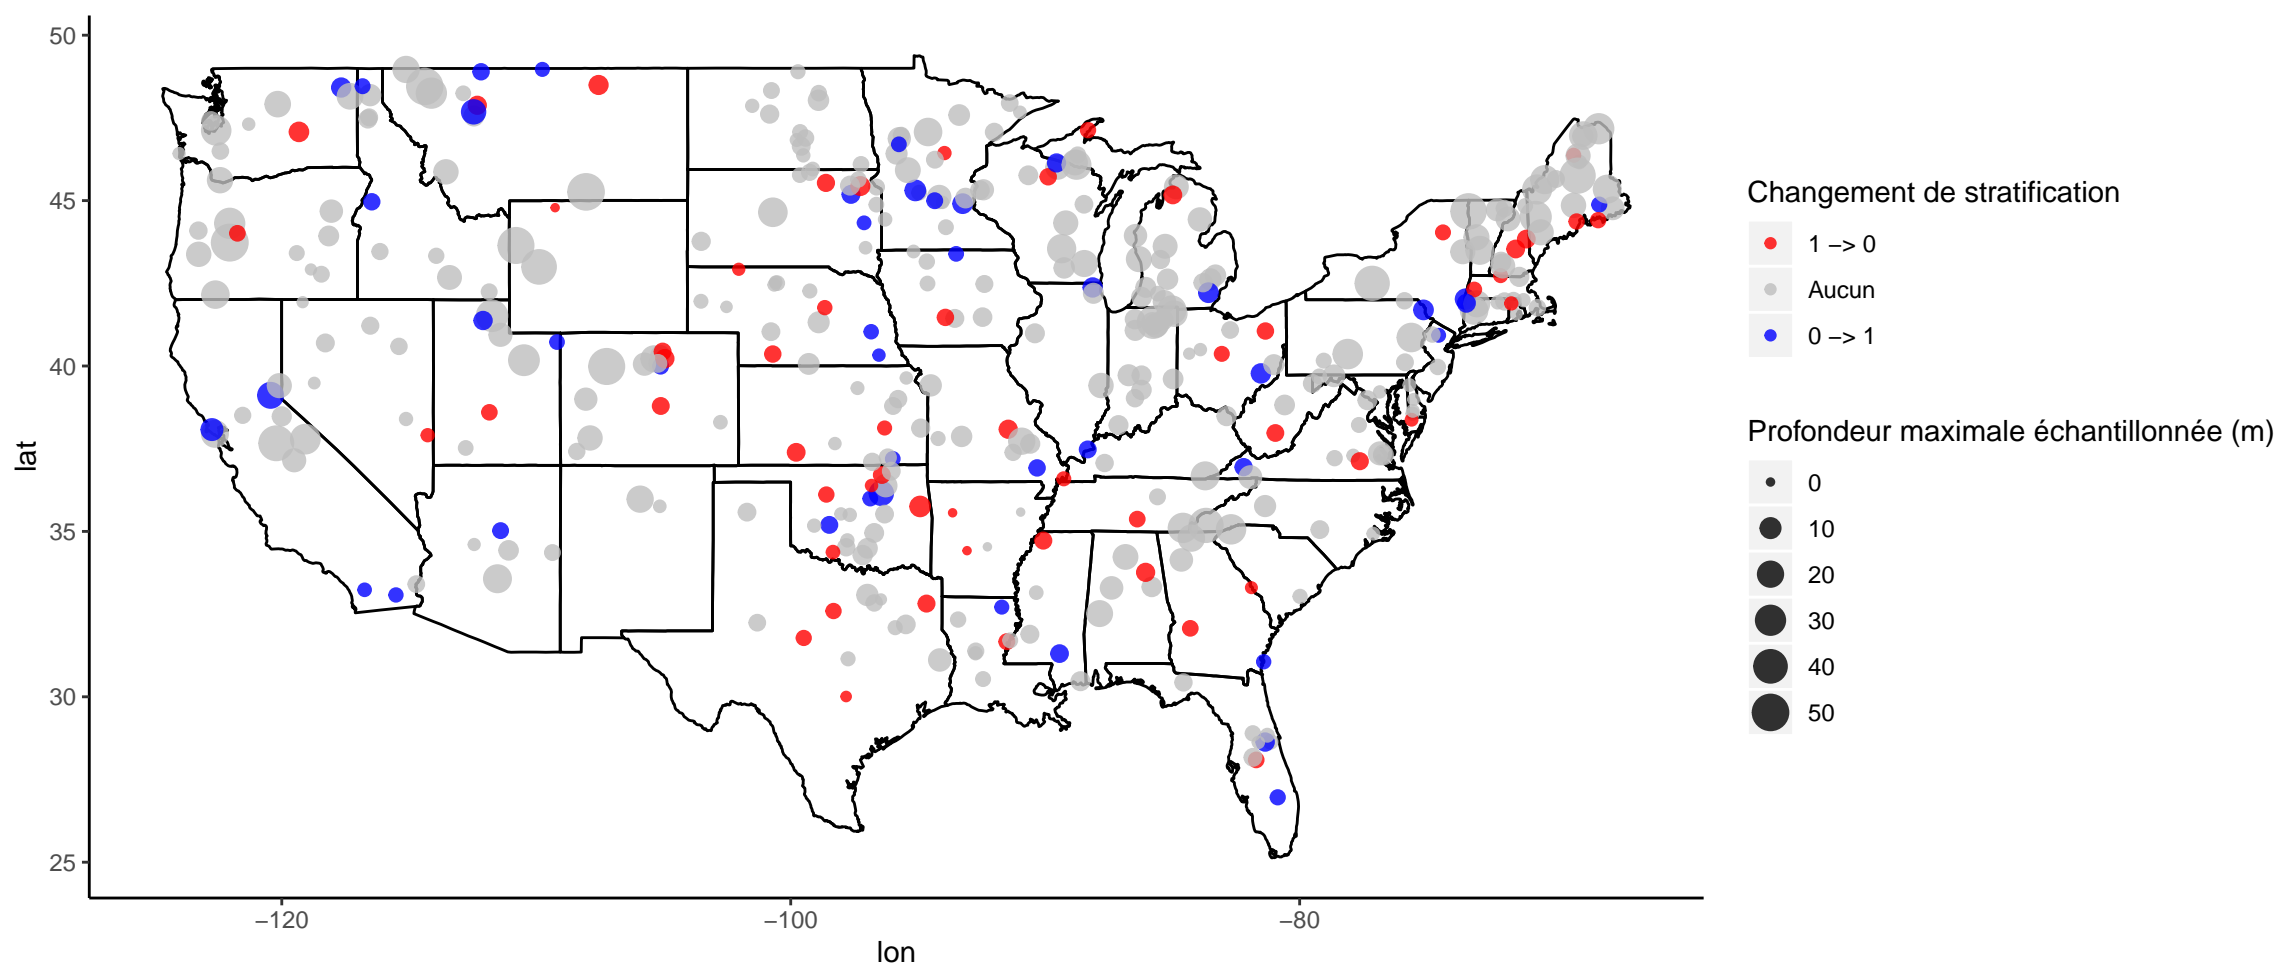 50
45
40
35
30
25
lat
−120
−100
−80
lon
Changement de stratification
1 −> 0
Aucun
0 −> 1
Profondeur maximale échantillonnée (m)
0
10
20
30
40
50